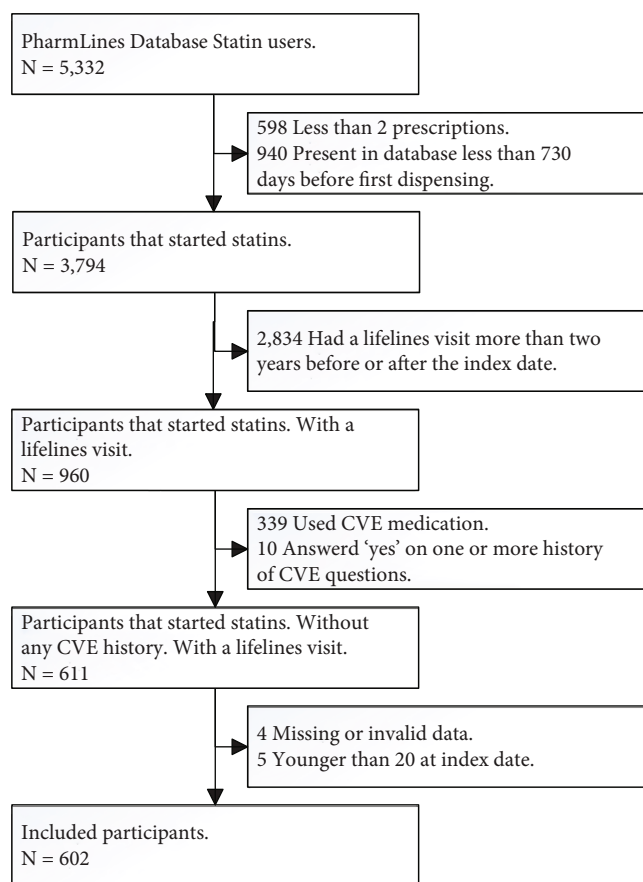 PharmLines Database Statin users.
N = 5,332
598 Less than 2 prescriptions.
940 Present in database less than 730
days before first dispensing.
Participants that started statins.
N = 3,794
2,834 Had a lifelines visit more than two
years before or after the index date.
Participants that started statins. With a
lifelines visit.
N = 960
339 Used CVE medication.
10 Answerd ‘yes’ on one or more history
of CVE questions.
Participants that started statins. Without
any CVE history. With a lifelines visit.
N = 611
4 Missing or invalid data.
5 Younger than 20 at index date.
Included participants.
N = 602